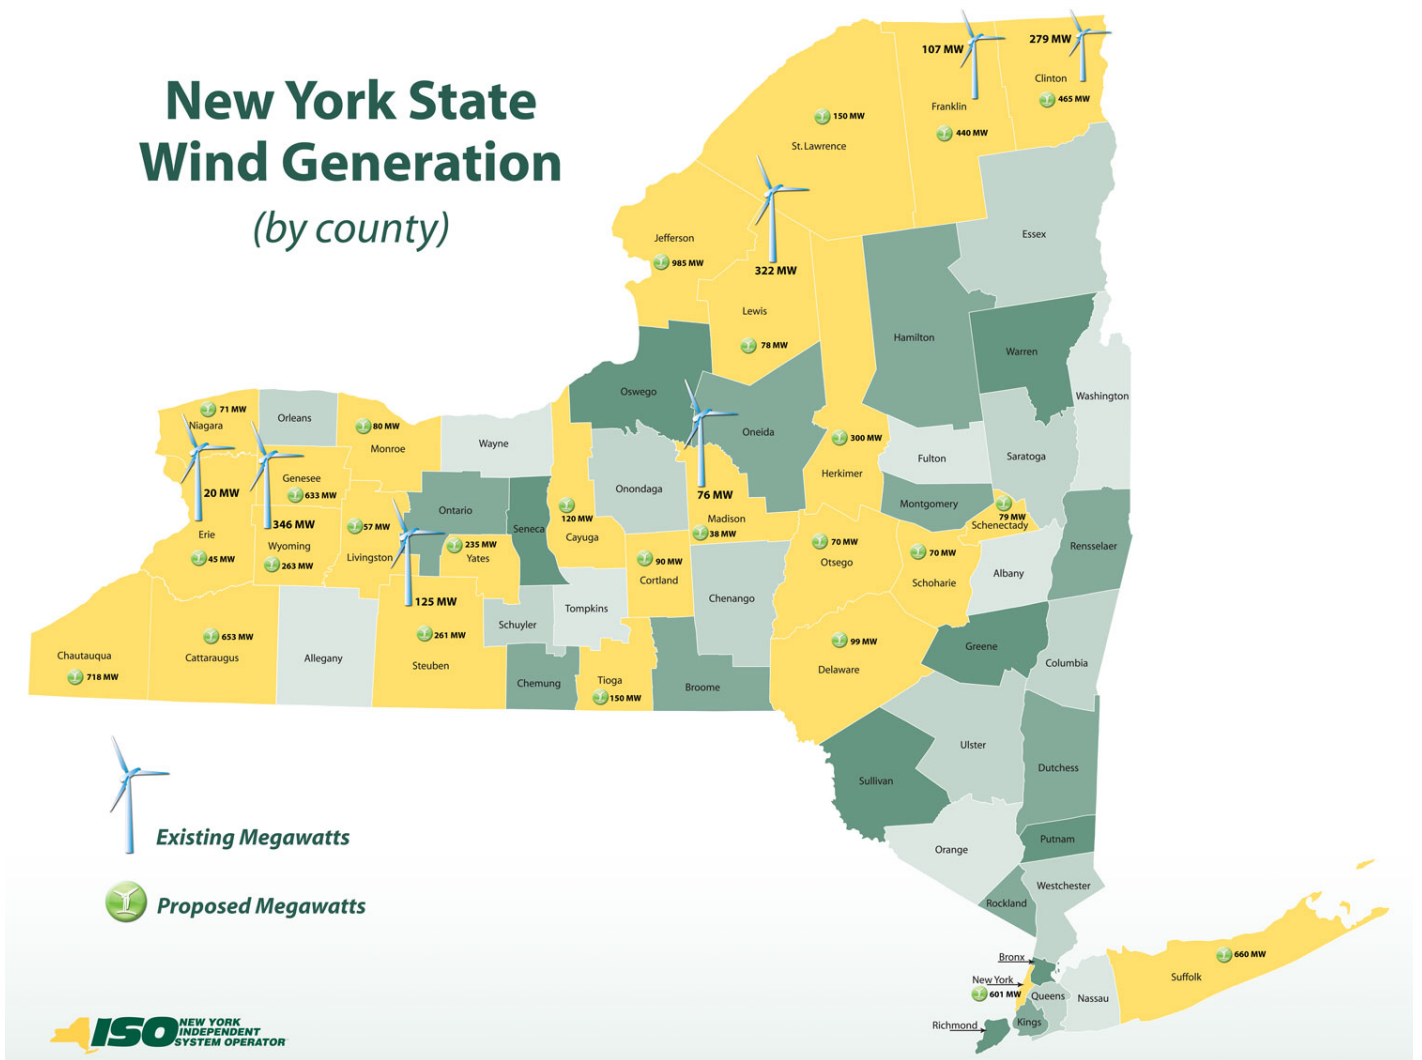 New York State
Wind Generation
(by county)
107 MW
279 MW
Clinton
465 MW
Franklin
440 MW
150 MW
St. Lawrence
Essex
Jefferson
985 MW
322 MW
Lewis
78 MW
Hamilton
Warren
Washington
Oswego
Oneida
300 MW
Herkimer
Fulton
Saratoga
Montgomery
79 MW
Schenectady
Rensselaer
71 MW
Niagara
Orleans
80 MW
Monroe
Wayne
Genesee
633 MW
20 MW
Erie
45 MW
346 MW
Wyoming
263 MW
57 MW
Livingston
Ontario
Seneca
235 MW
Yates
120 MW
Cayuga
Onondaga
76 MW
Madison
38 MW
90 MW
Cortland
Chenango
70 MW
Otsego
70 MW
Schoharie
Albany
Chautauqua
718 MW
653 MW
Cattaraugus
Allegany
125 MW
261 MW
Steuben
Schuyler
Tompkins
Chemung
Tioga
150 MW
Broome
99 MW
Delaware
Greene
Columbia
Ulster
Sullivan
Dutchess
Orange
Putnam
Westchester
Rockland
Bronx
New York
601 MW
Queens
Nassau
Kings
Richmond
660 MW
Suffolk
Existing Megawatts
Proposed Megawatts
ISO
NEW YORK
INDEPENDENT
SYSTEM OPERATOR